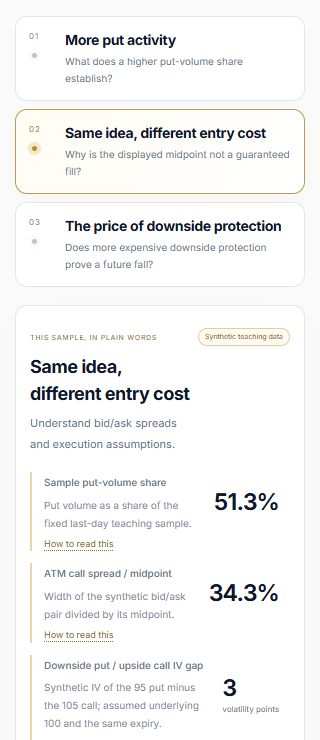 01
More put activity
What does a higher put-volume share
establish?
02
Same idea, different entry cost
Why is the displayed midpoint not a guaranteed
fill?
03
The price of downside protection
Does more expensive downside protection
prove a future fall?
THIS SAMPLE, IN PLAIN WORDS
Synthetic teaching data
Same idea,
different entry cost
Understand bid/ask spreads
and execution assumptions.
Sample put-volume share
Put volume as a share of the
fixed last-day teaching sample.
How to read this
51.3%
ATM call spread / midpoint
Width of the synthetic bid/ask
pair divided by its midpoint.
How to read this
34.3%
Downside put / upside call IV gap
Synthetic IV of the 95 put minus
the 105 call; assumed underlying
100 and the same expiry.
3
volatility points